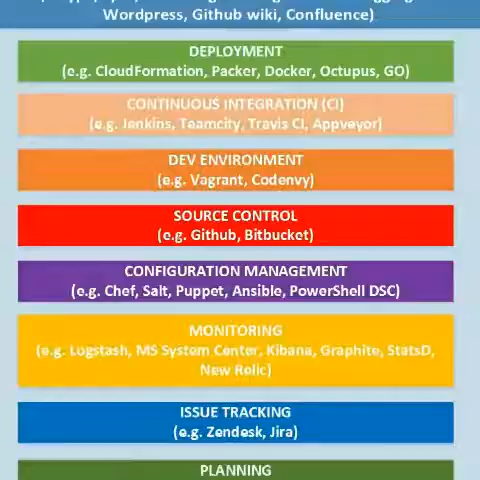 Wordpress, Github wiki, Confluence)
DEPLOYMENT
(e.g. CloudFormation, Packer, Docker, Octupus, GO)
CONTINUOUS INTEGRATION (CI)
(e.g. Jenkins, Teamcity, Travis CI, Appveyor)
DEV ENVIRONMENT
(e.g. Vagrant, Codenvy)
SOURCE CONTROL
(e.g. Github, Bitbucket)
CONFIGURATION MANAGEMENT
(e.g. Chef, Salt, Puppet, Ansible, PowerShell DSC)
MONITORING
(e.g. Logstash, MS System Center, Kibana, Graphite, StatsD,
New Relic)
ISSUE TRACKING
(e.g. Zendesk, Jira)
PLANNING